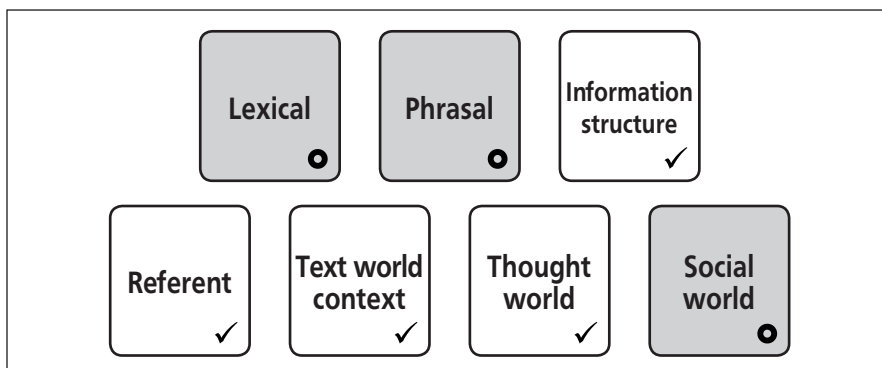 Lexical
Phrasal
Information
structure
Referent
Text world
context
Thought
world
Social
world